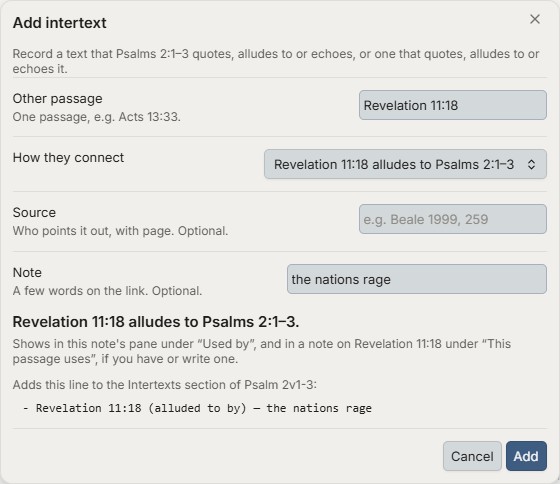 Add intertext
Record a text that Psalms 2:1–3 quotes, alludes to or echoes, or one that quotes, alludes to or
echoes it.
Other passage
One passage, e.g. Acts 13:33.
Revelation 11:18
How they connect
Revelation 11:18 alludes to Psalms 2:1–3
Source
Who points it out, with page. Optional.
e.g. Beale 1999, 259
Note
A few words on the link. Optional.
the nations rage
Revelation 11:18 alludes to Psalms 2:1–3.
Shows in this note's pane under “Used by”, and in a note on Revelation 11:18 under “This
passage uses”, if you have or write one.
Adds this line to the Intertexts section of Psalm 2v1-3:
- Revelation 11:18 (alluded to by) — the nations rage
Cancel
Add